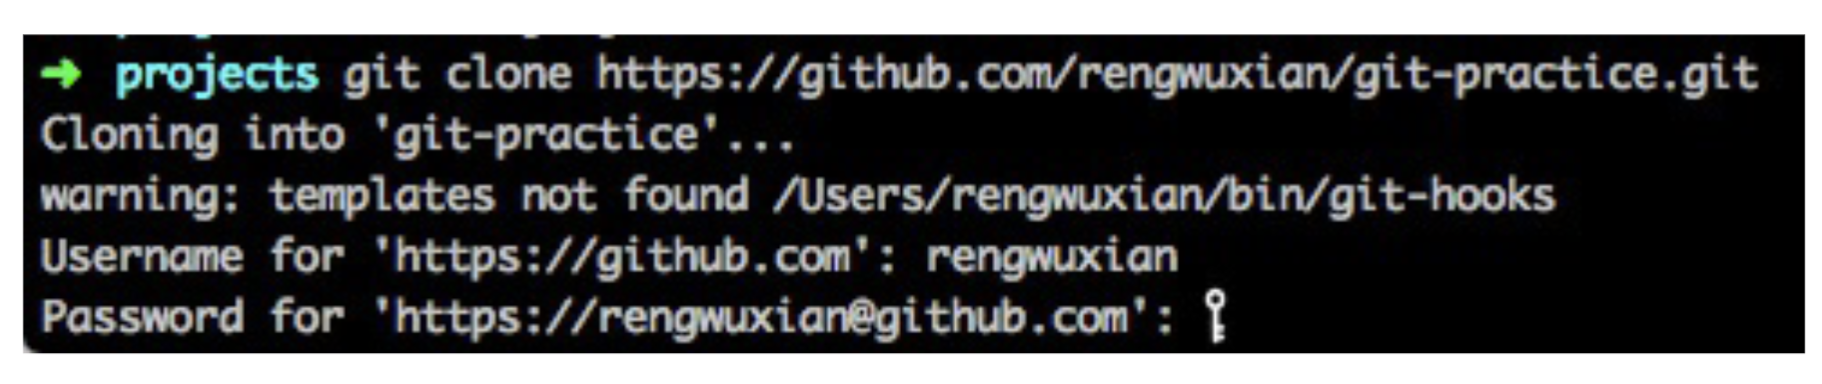 ➜ projects git clone https://github.com/rengwuxian/git-practice.git
Cloning into 'git-practice'...
warning: templates not found /Users/rengwuxian/bin/git-hooks
Username for 'https://github.com': rengwuxian
Password for 'https://rengwuxian@github.com':